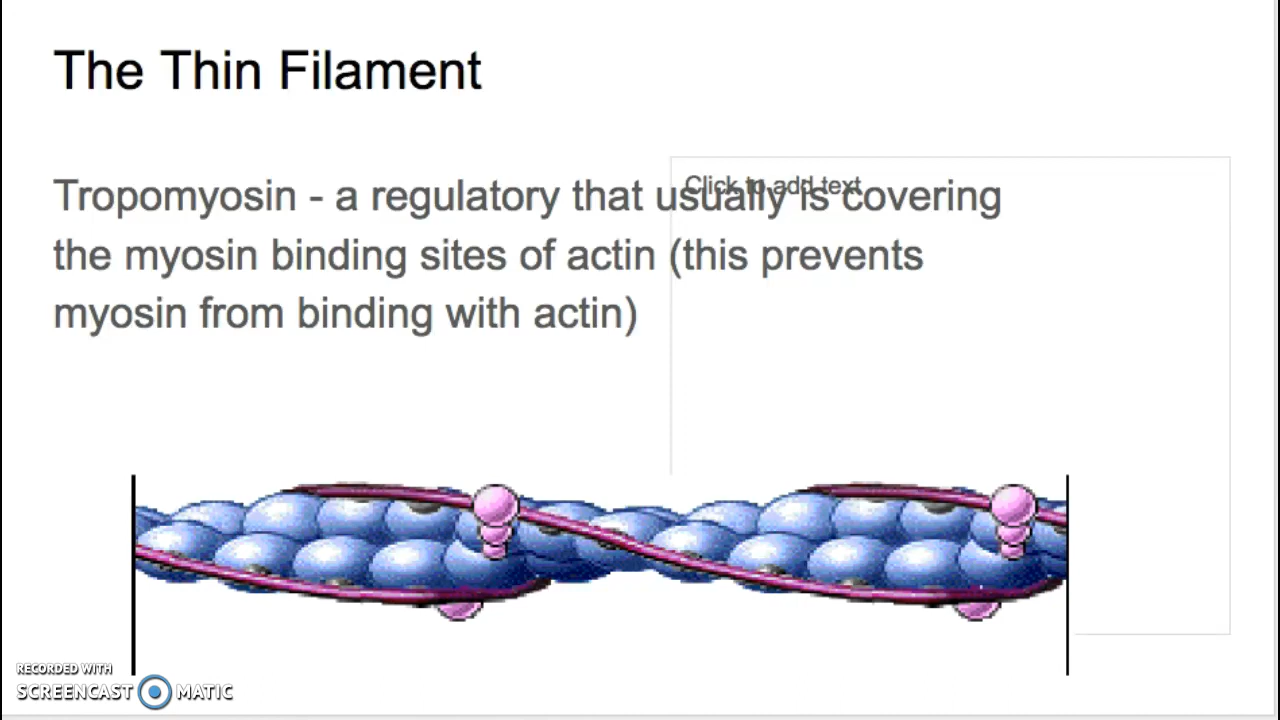 The Thin Filament
Click to add text
Tropomyosin - a regulatory that usually is covering
the myosin binding sites of actin (this prevents
myosin from binding with actin)
RECORDED WITH
SCREENCAST MATIC